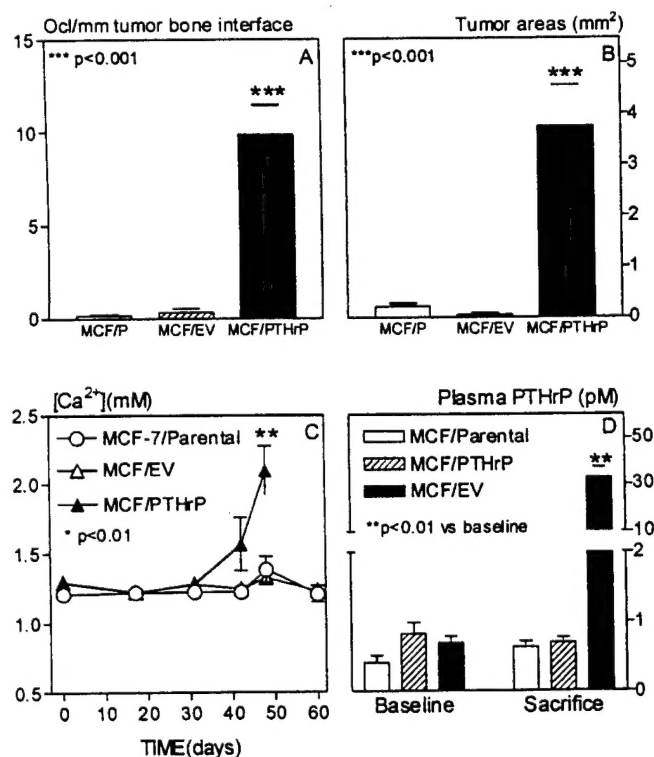 Ocl/mm tumor bone interface
*** p<0.001
A
***
15
10
5
0
MCF/P MCF/EV MCF/PTHrP
Tumor areas (mm²)
***p<0.001
B
***
5
4
3
2
1
0
MCF/P MCF/EV MCF/PTHrP
[Ca²⁺](mM)
2.5
2.0
1.5
1.0
0.5
MCF-7/Parental
MCF/EV
MCF/PTHrP
* p<0.01
**
C
0 10 20 30 40 50 60
TIME(days)
Plasma PTHrP (pM)
D
MCF/Parental
MCF/PTHrP
MCF/EV
**p<0.01 vs baseline
**
50
30
10
2
1
0
Baseline Sacrifice